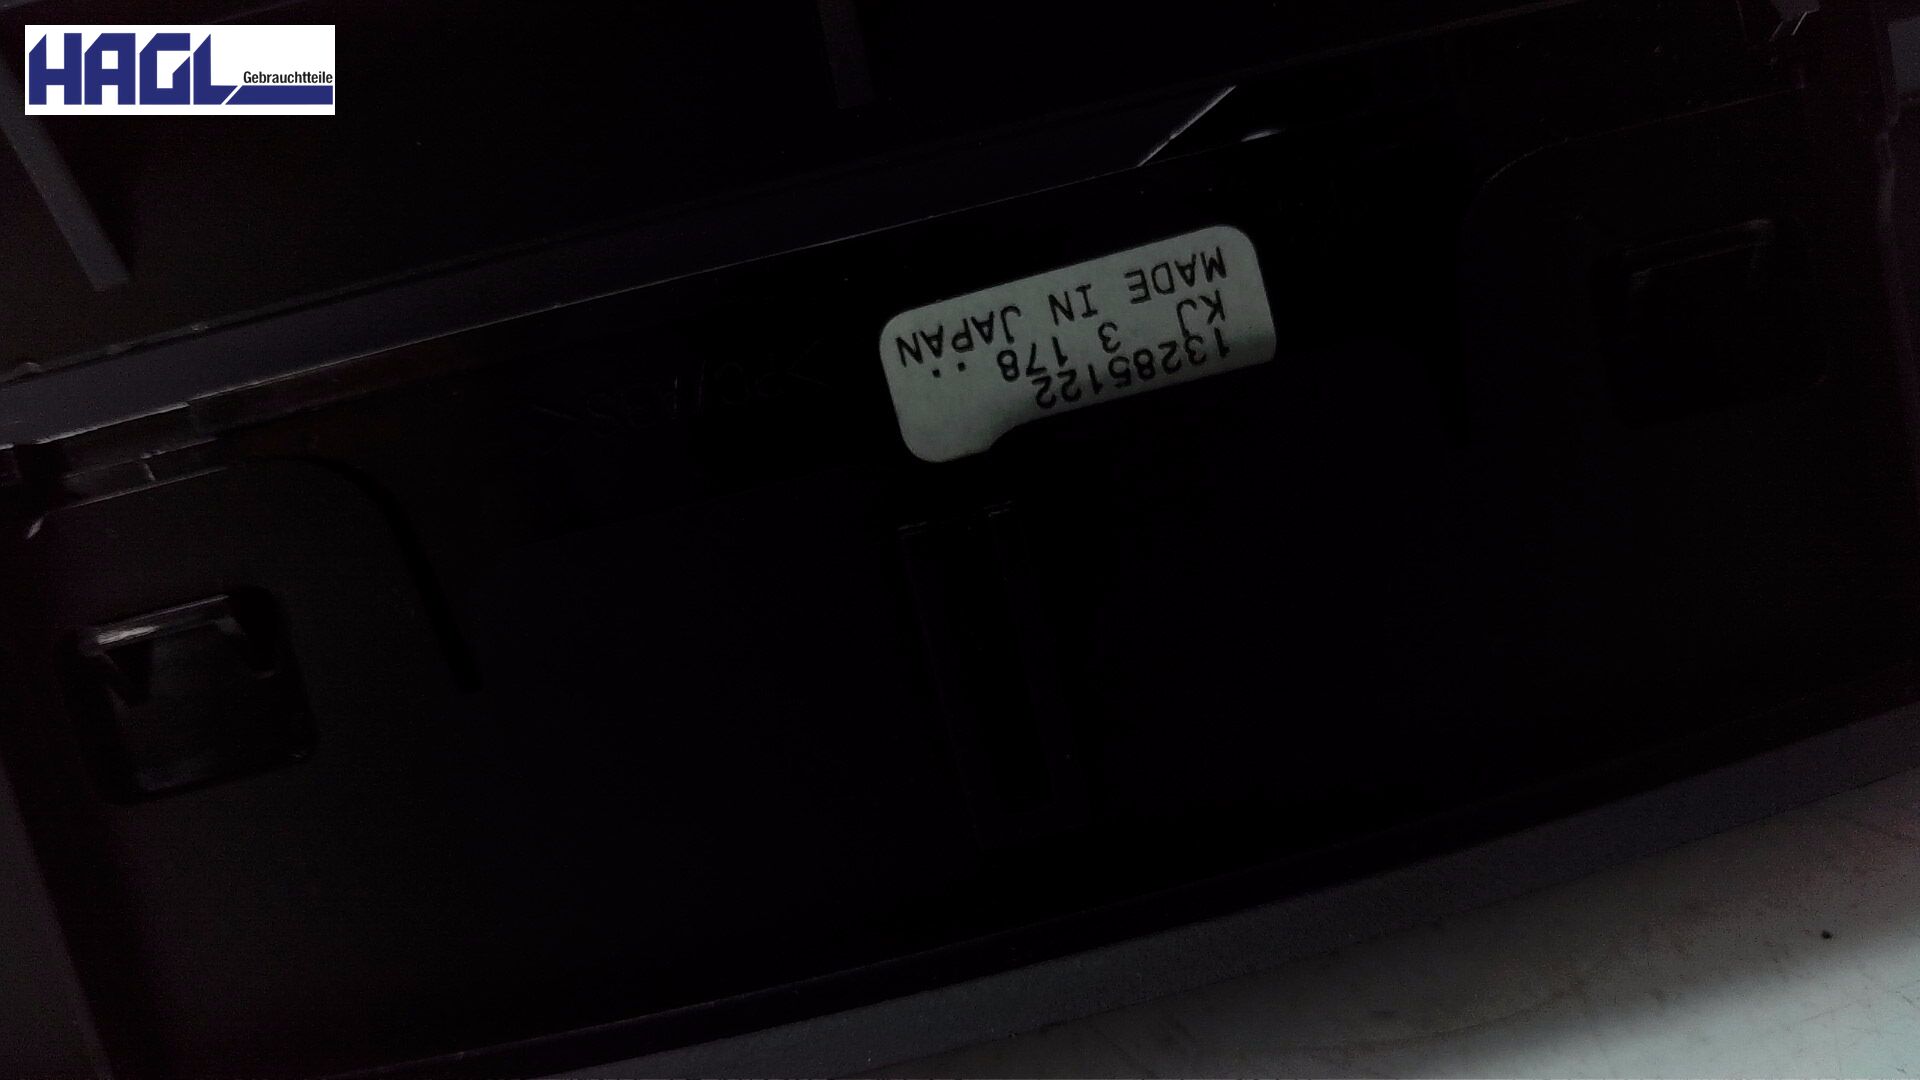 HAGL
Gebrauchtteile
13285122
KJ 3 178 ..
MADE IN JAPAN